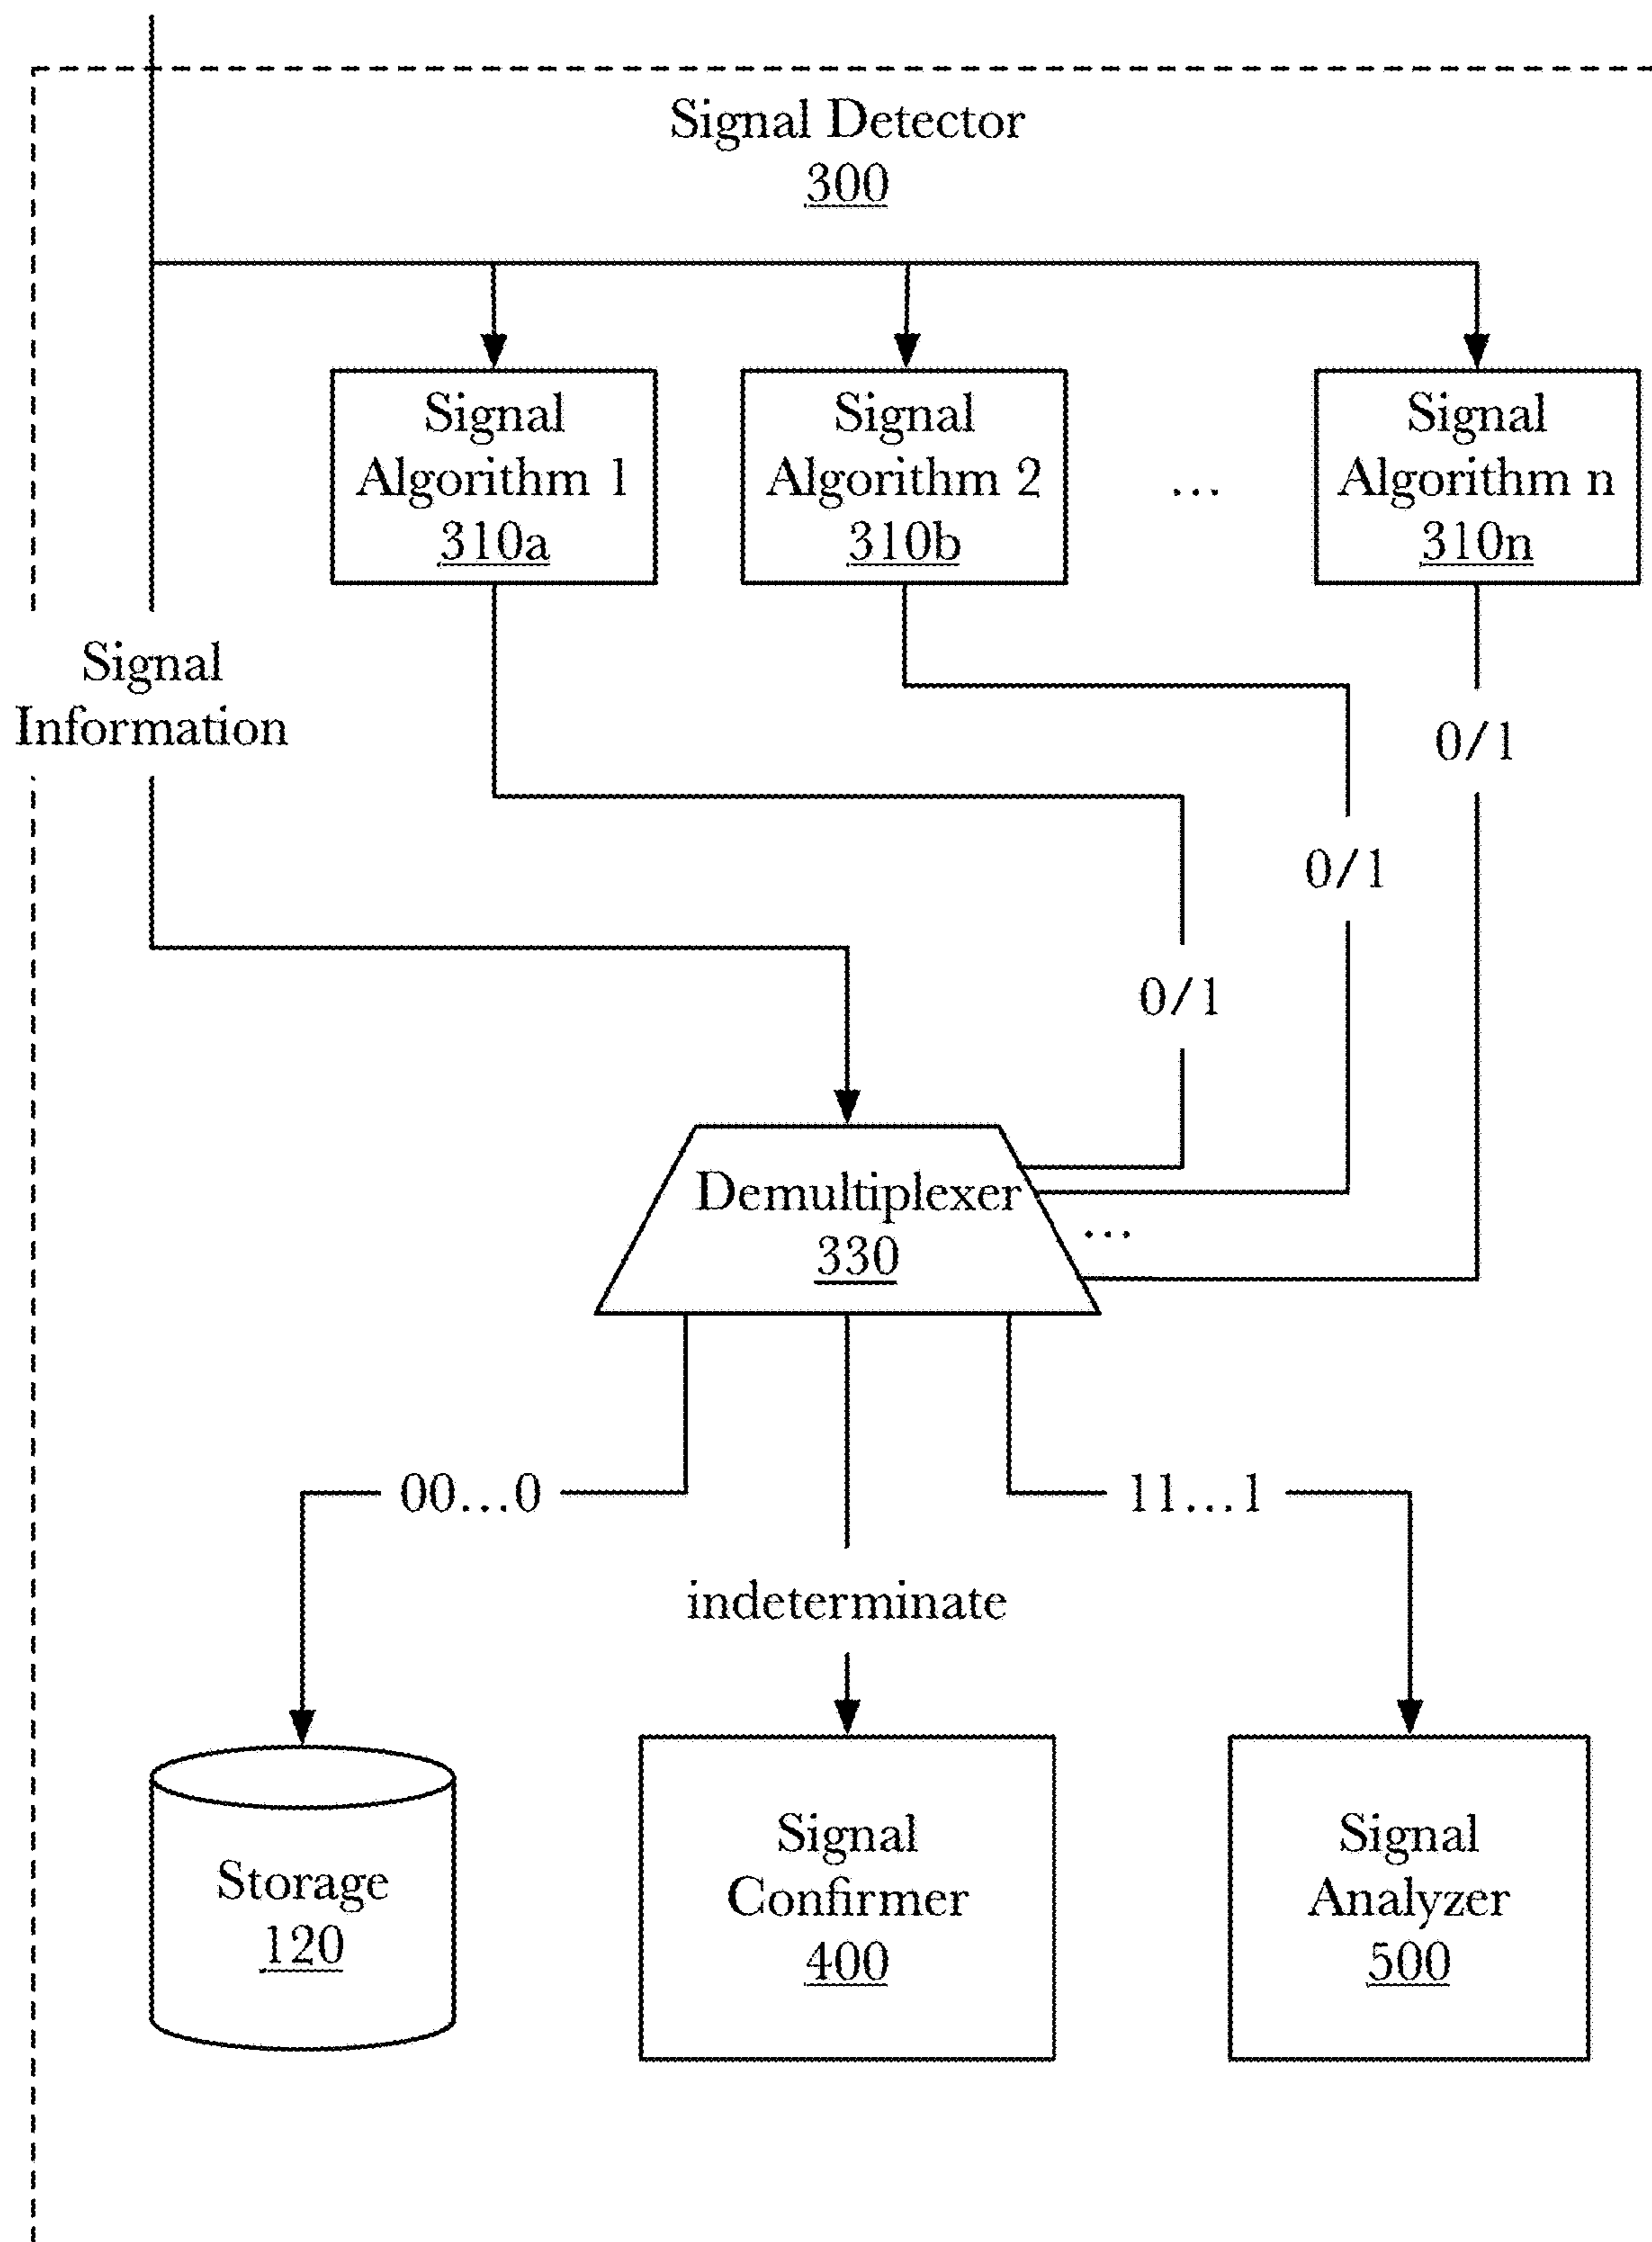 Signal Detector
300
Signal
Algorithm 1
310a
Signal
Algorithm 2
310b
...
Signal
Algorithm n
310n
Signal
Information
0/1
0/1
0/1
Demultiplexer
330
...
00...0
11...1
indeterminate
Storage
120
Signal
Confirmer
400
Signal
Analyzer
500